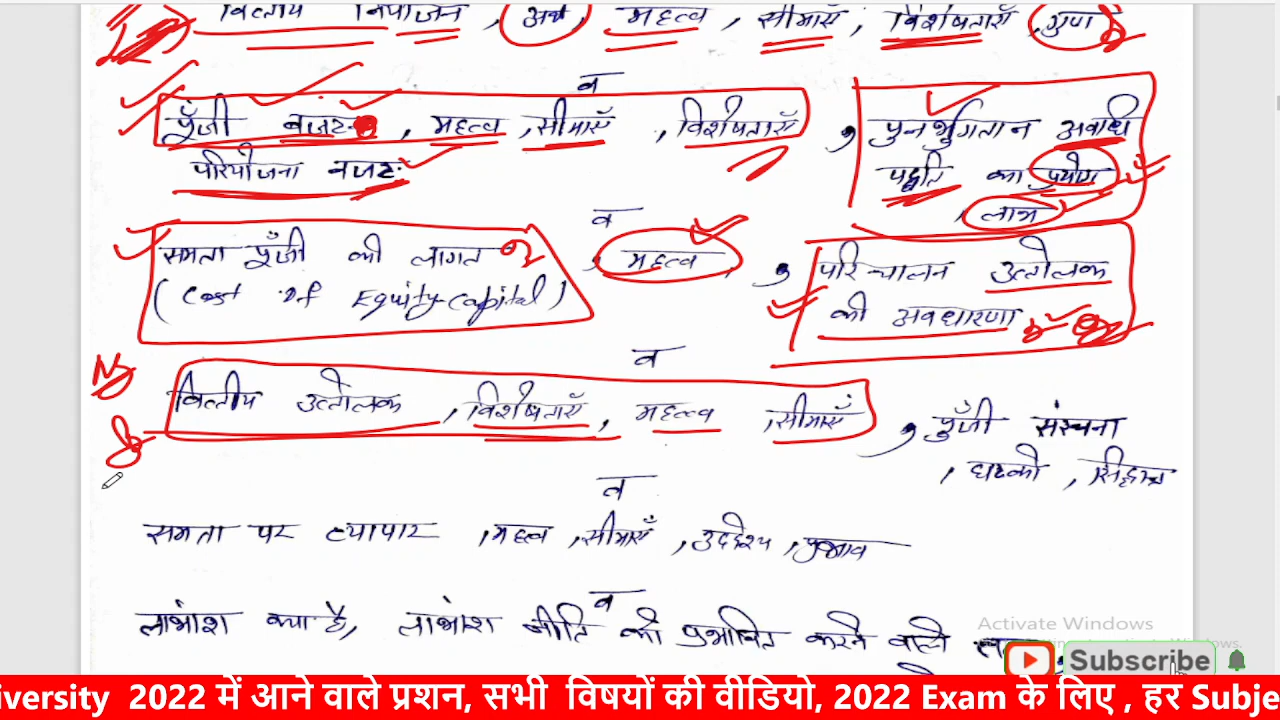 वित्तीय नियोजन, अर्थ, महत्व, सीमाएँ, विशेषताएँ, गुण
व
पूँजी बजट, महत्व, सीमाएँ, विशेषताएँ, पुनर्भुगतान अवधि
परियोजना बजट
पद्धति का प्रयोग
, लाभ
व
समता पूँजी की लागत, महत्व, परिचालन उत्तोलक
(Cost of Equity Capital) की अवधारणा
व
वित्तीय उत्तोलक, विशेषताएँ, महत्व, सीमाएँ, पूँजी संरचना
, घटको, सिद्धान्त
व
समता पर व्यापार, महत्व, सीमाएँ, उद्देश्य, प्रभाव
व
लाभांश क्या है, लाभांश नीति को प्रभावित करने वाले
Activate Windows
Subscribe
iversity 2022 में आने वाले प्रशन, सभी विषयों की वीडियो, 2022 Exam के लिए , हर Subje